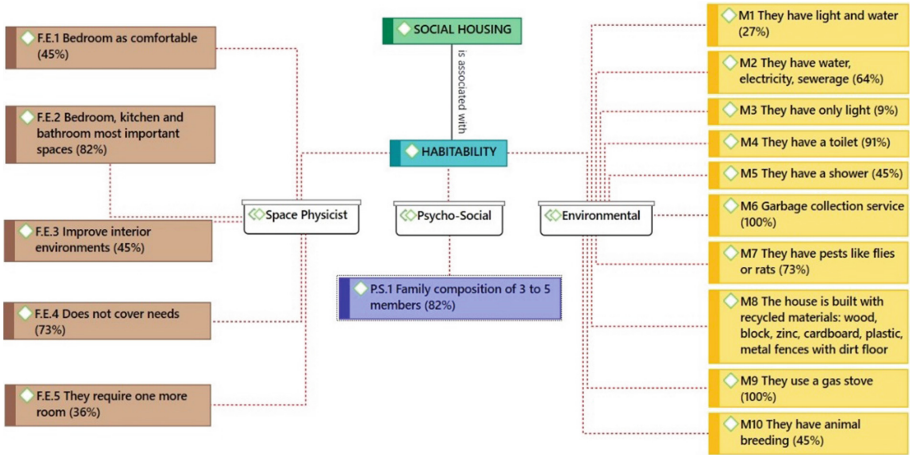 SOCIAL HOUSING
is associated with
HABITABILITY
F.E.1 Bedroom as comfortable
(45%)
F.E.2 Bedroom, kitchen and
bathroom most important
spaces (82%)
F.E.3 Improve interior
environments (45%)
F.E.4 Does not cover needs
(73%)
F.E.5 They require one more
room (36%)
Space Physicist
Psycho-Social
Environmental
P.S.1 Family composition of 3 to 5
members (82%)
M1 They have light and water
(27%)
M2 They have water,
electricity, sewerage (64%)
M3 They have only light (9%)
M4 They have a toilet (91%)
M5 They have a shower (45%)
M6 Garbage collection service
(100%)
M7 They have pests like flies
or rats (73%)
M8 The house is built with
recycled materials: wood,
block, zinc, cardboard, plastic,
metal fences with dirt floor
M9 They use a gas stove
(100%)
M10 They have animal
breeding (45%)